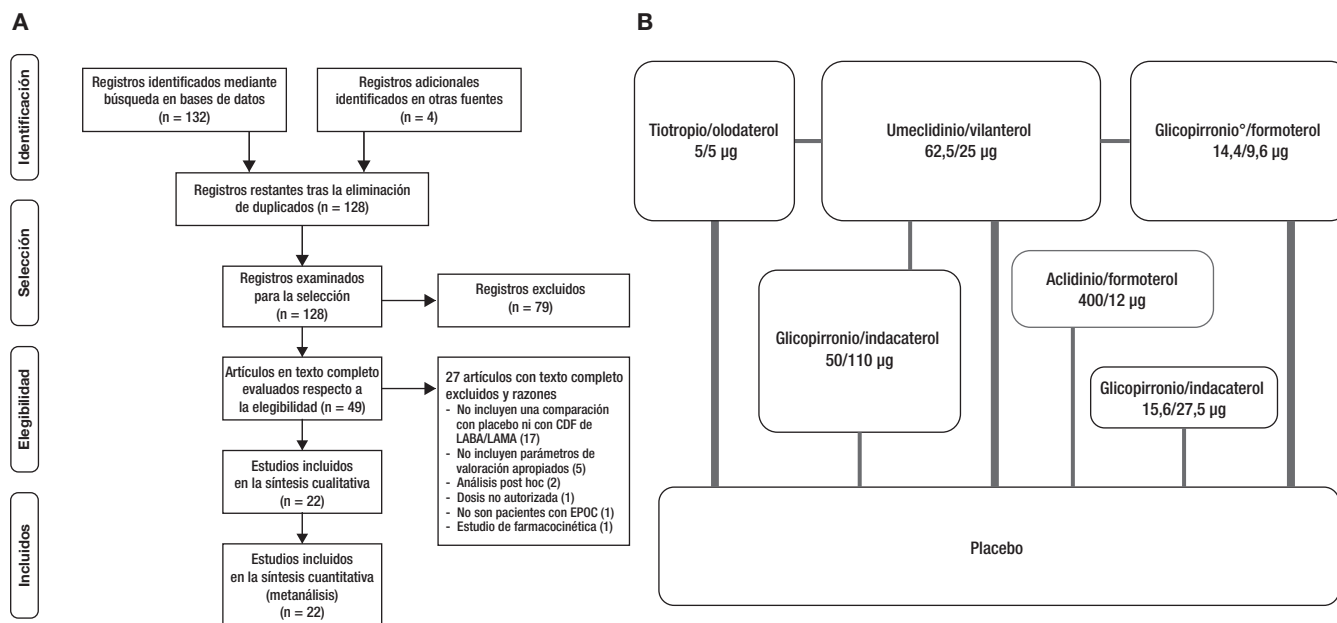 A
Identificación
Selección
Elegibilidad
Incluidos
Registros identificados mediante
búsqueda en bases de datos
(n = 132)
Registros adicionales
identificados en otras fuentes
(n = 4)
Registros restantes tras la eliminación
de duplicados (n = 128)
Registros examinados
para la selección
(n = 128)
Registros excluidos
(n = 79)
Artículos en texto completo
evaluados respecto a
la elegibilidad (n = 49)
27 artículos con texto completo
excluidos y razones
- No incluyen una comparación
con placebo ni con CDF de
LABA/LAMA (17)
- No incluyen parámetros de
valoración apropiados (5)
- Análisis post hoc (2)
- Dosis no autorizada (1)
- No son pacientes con EPOC (1)
- Estudio de farmacocinética (1)
Estudios incluidos
en la síntesis cualitativa
(n = 22)
Estudios incluidos
en la síntesis cuantitativa
(metanálisis)
(n = 22)
B
Tiotropio/olodaterol
5/5 µg
Umeclidinio/vilanterol
62,5/25 µg
Glicopirronio°/formoterol
14,4/9,6 µg
Glicopirronio/indacaterol
50/110 µg
Aclidinio/formoterol
400/12 µg
Glicopirronio/indacaterol
15,6/27,5 µg
Placebo